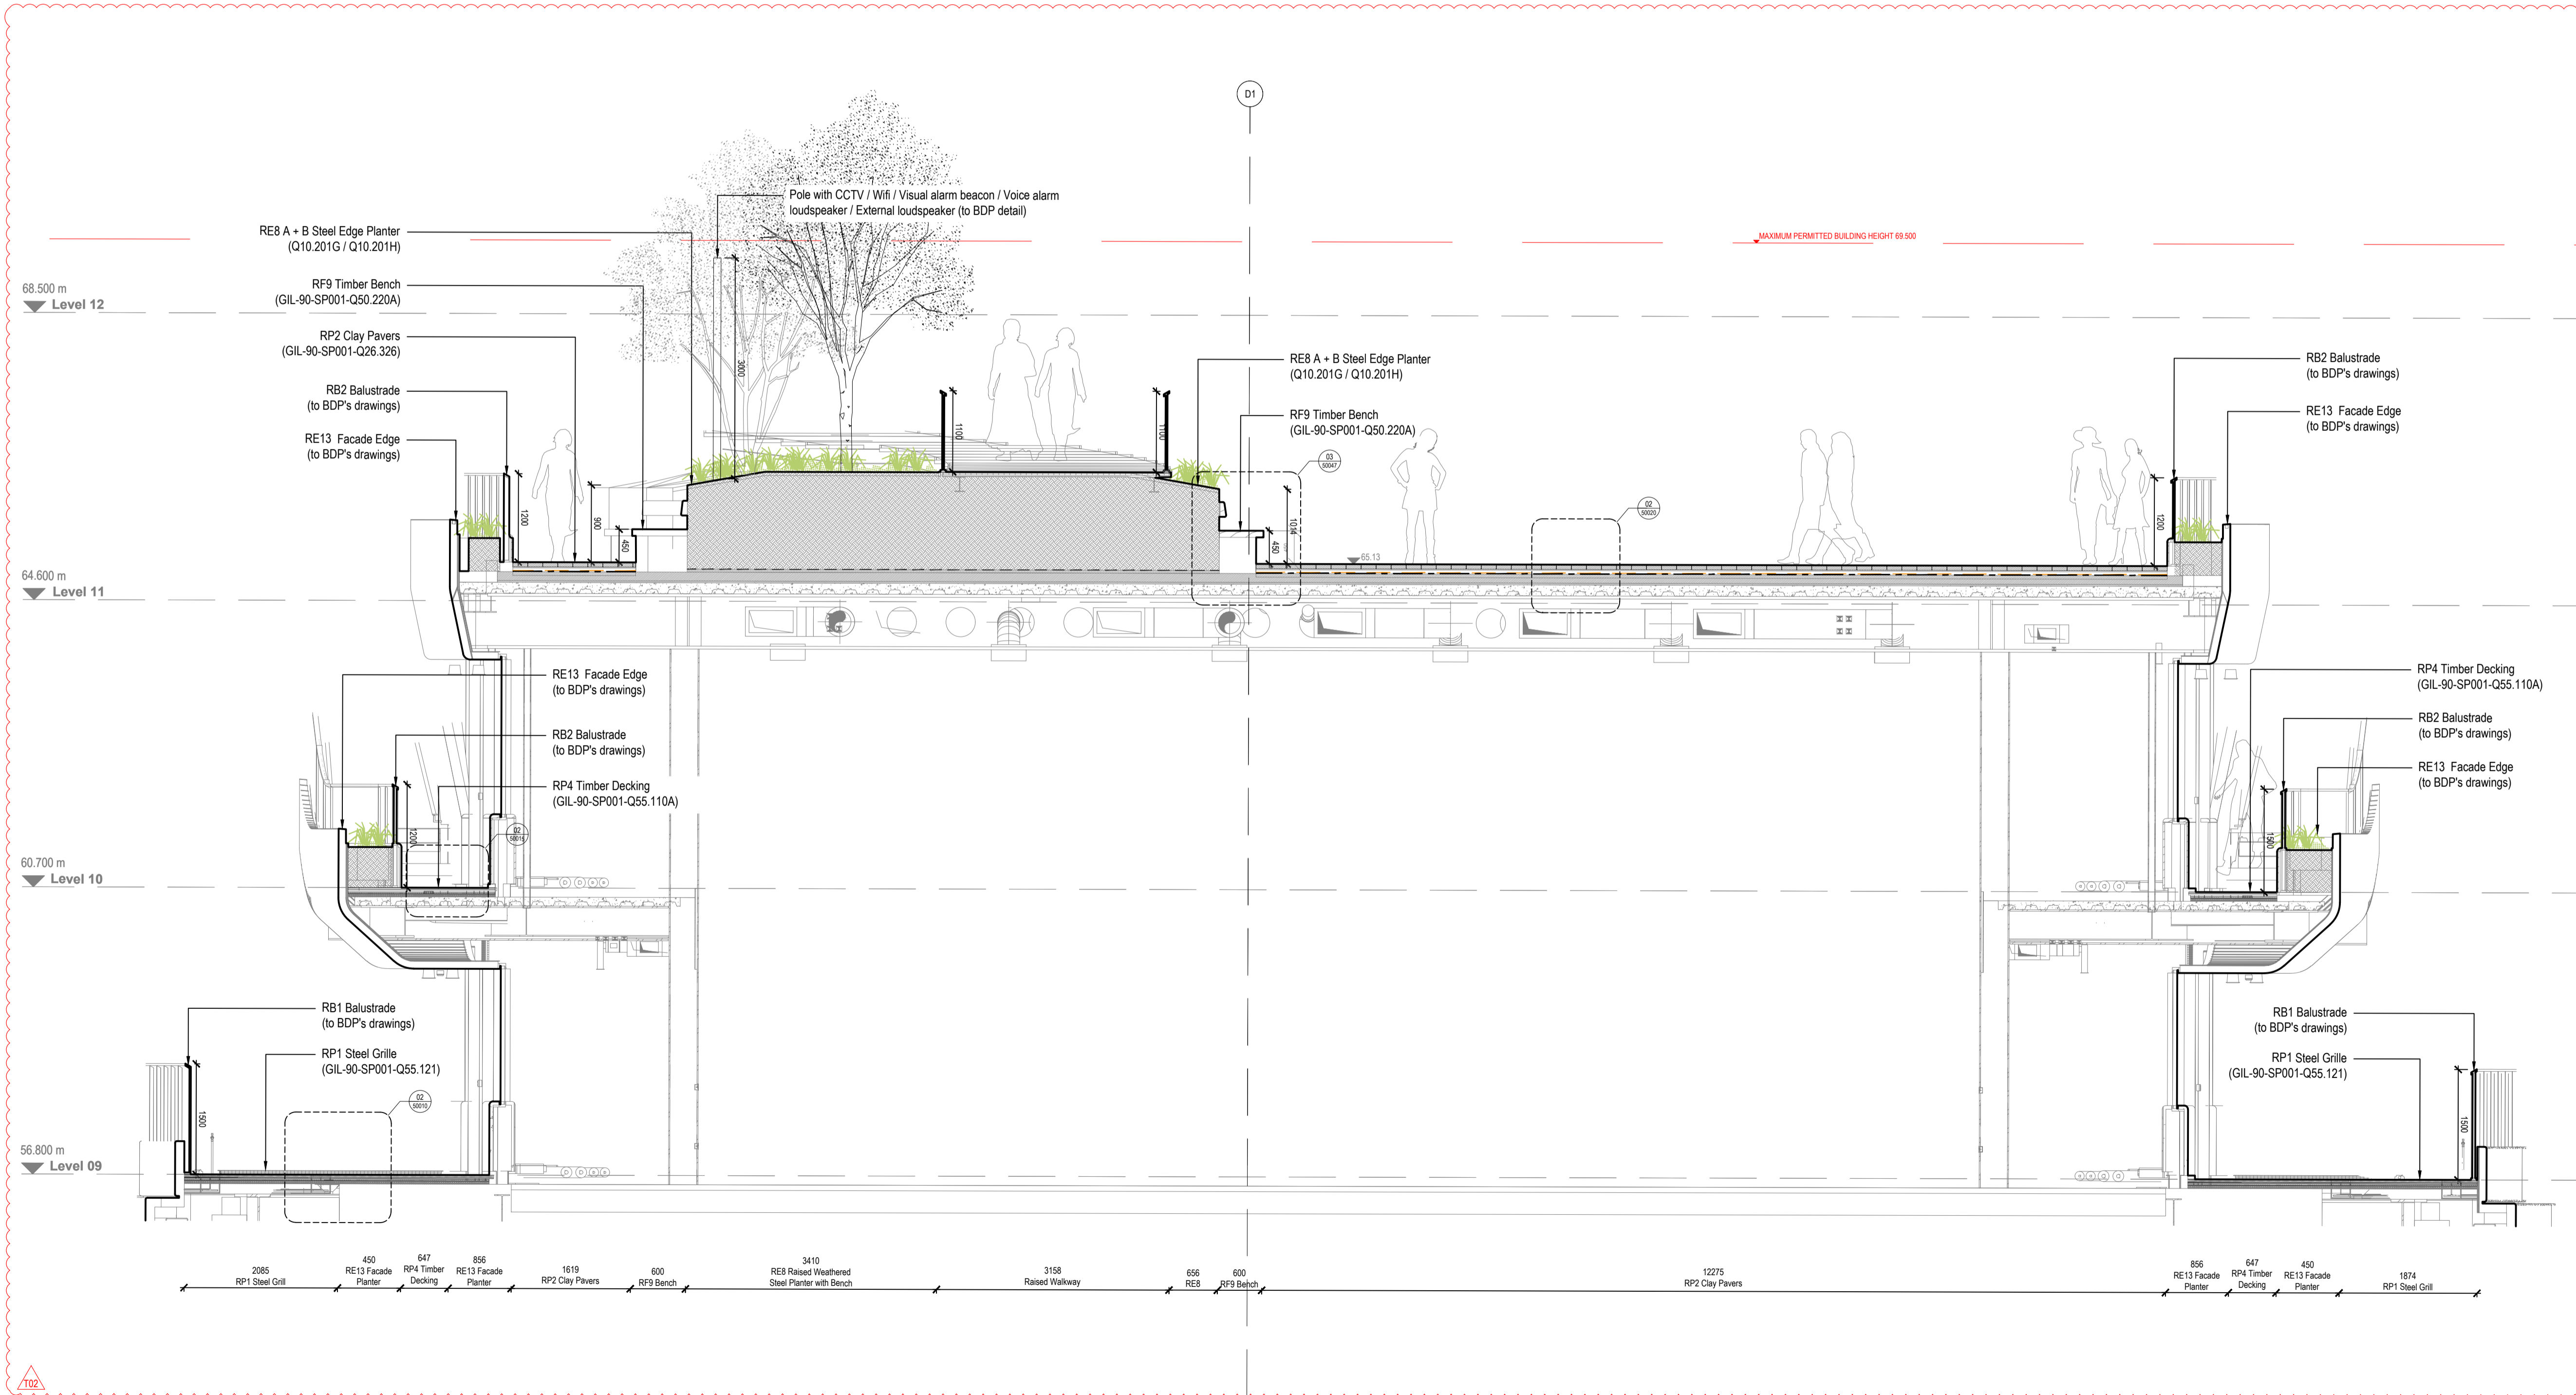 D1
Pole with CCTV / Wifi / Visual alarm beacon / Voice alarm
loudspeaker / External loudspeaker (to BDP detail)
RE8 A + B Steel Edge Planter
(Q10.201G / Q10.201H)
MAXIMUM PERMITTED BUILDING HEIGHT 69.500
68.500 m
Level 12
RF9 Timber Bench
(GIL-90-SP001-Q50.220A)
RP2 Clay Pavers
(GIL-90-SP001-Q26.326)
RB2 Balustrade
(to BDP's drawings)
RE13 Facade Edge
(to BDP's drawings)
3000
1100
1100
RE8 A + B Steel Edge Planter
(Q10.201G / Q10.201H)
RF9 Timber Bench
(GIL-90-SP001-Q50.220A)
03
50047
02
50020
RB2 Balustrade
(to BDP's drawings)
RE13 Facade Edge
(to BDP's drawings)
1200
900
450
450
1014
65.13
1200
64.600 m
Level 11
RE13 Facade Edge
(to BDP's drawings)
RB2 Balustrade
(to BDP's drawings)
RP4 Timber Decking
(GIL-90-SP001-Q55.110A)
1200
02
50015
RP4 Timber Decking
(GIL-90-SP001-Q55.110A)
RB2 Balustrade
(to BDP's drawings)
RE13 Facade Edge
(to BDP's drawings)
1500
60.700 m
Level 10
RB1 Balustrade
(to BDP's drawings)
RP1 Steel Grille
(GIL-90-SP001-Q55.121)
02
50010
1500
RB1 Balustrade
(to BDP's drawings)
RP1 Steel Grille
(GIL-90-SP001-Q55.121)
1500
56.800 m
Level 09
2085
RP1 Steel Grill
450
RE13 Facade
Planter
647
RP4 Timber
Decking
856
RE13 Facade
Planter
1619
RP2 Clay Pavers
600
RF9 Bench
3410
RE8 Raised Weathered
Steel Planter with Bench
3158
Raised Walkway
656
RE8
600
RF9 Bench
12275
RP2 Clay Pavers
856
RE13 Facade
Planter
647
RP4 Timber
Decking
450
RE13 Facade
Planter
1874
RP1 Steel Grill
T02